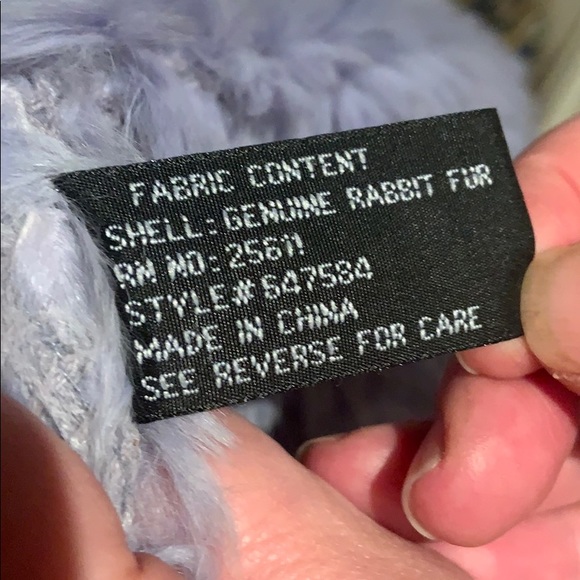 FABRIC CONTENT
SHELL: GENUINE RABBIT FUR
RN NO: 25611
STYLE# 647584
MADE IN CHINA
SEE REVERSE FOR CARE